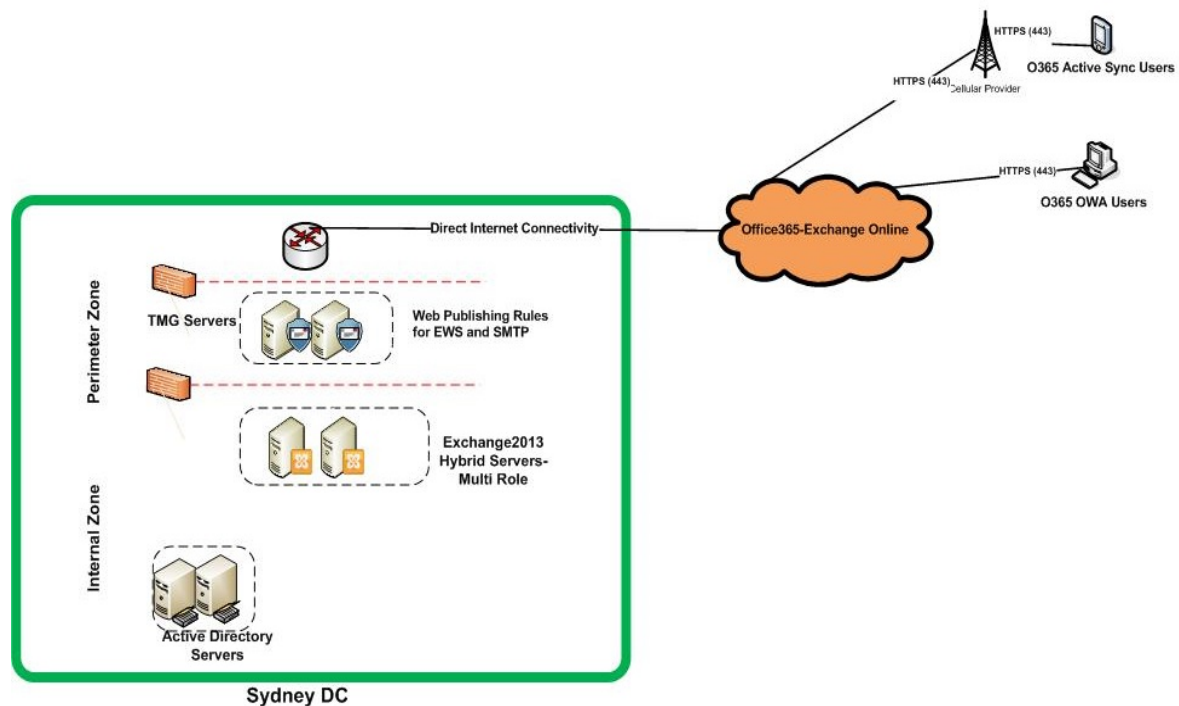 HTTPS (443)
O365 Active Sync Users
HTTPS (443)
Cellular Provider
HTTPS (443)
O365 OWA Users
Direct Internet Connectivity
Office365-Exchange Online
Perimeter Zone
TMG Servers
Web Publishing Rules
for EWS and SMTP
Exchange2013
Hybrid Servers-
Multi Role
Internal Zone
Active Directory
Servers
Sydney DC